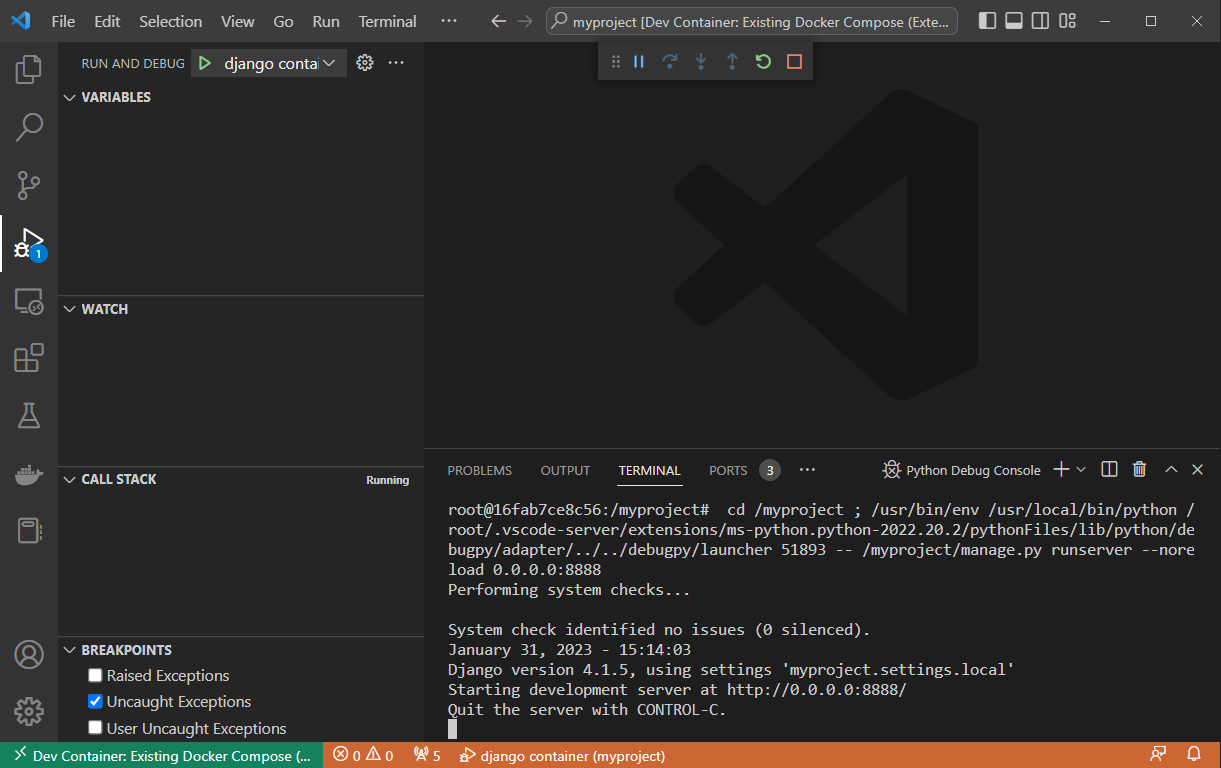 File Edit Selection View Go Run Terminal ··· myproject [Dev Container: Existing Docker Compose (Exte...
RUN AND DEBUG django contai ···
VARIABLES
1
WATCH
CALL STACK Running
BREAKPOINTS
Raised Exceptions
Uncaught Exceptions
User Uncaught Exceptions
PROBLEMS OUTPUT TERMINAL PORTS 3 ··· Python Debug Console
root@16fab7ce8c56:/myproject#  cd /myproject ; /usr/bin/env /usr/local/bin/python /
root/.vscode-server/extensions/ms-python.python-2022.20.2/pythonFiles/lib/python/de
bugpy/adapter/../../debugpy/launcher 51893 -- /myproject/manage.py runserver --nore
load 0.0.0.0:8888
Performing system checks...
System check identified no issues (0 silenced).
January 31, 2023 - 15:14:03
Django version 4.1.5, using settings 'myproject.settings.local'
Starting development server at http://0.0.0.0:8888/
Quit the server with CONTROL-C.
Dev Container: Existing Docker Compose (... 0 0 5 django container (myproject)